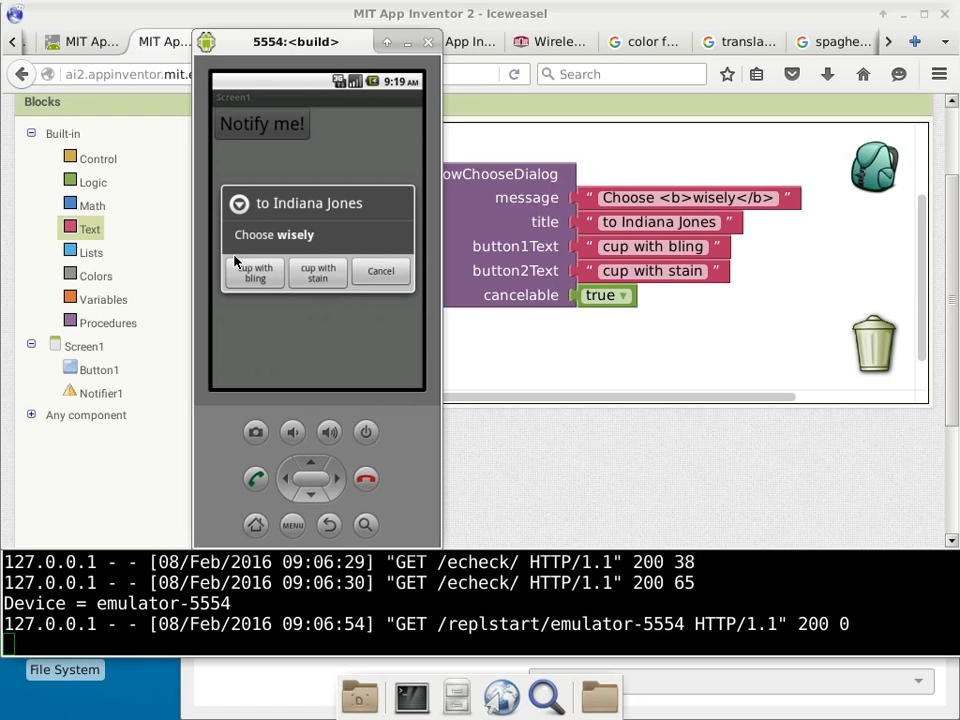 MIT App Inventor 2 - Iceweasel
MIT Ap...
MIT Ap...
5554:<build>
App In...
Wirele...
color f...
transla...
spaghe...
ai2.appinventor.mit.e
Search
Blocks
Built-in
Control
Logic
Math
Text
Lists
Colors
Variables
Procedures
Screen1
Button1
Notifier1
Any component
3G
9:19 AM
Screen1
Notify me!
to Indiana Jones
Choose wisely
cup with bling
cup with stain
Cancel
MENU
owChooseDialog
message " Choose <b>wisely</b> "
title " to Indiana Jones "
button1Text " cup with bling "
button2Text " cup with stain "
cancelable true
127.0.0.1 - - [08/Feb/2016 09:06:29] "GET /echeck/ HTTP/1.1" 200 38
127.0.0.1 - - [08/Feb/2016 09:06:30] "GET /echeck/ HTTP/1.1" 200 65
Device = emulator-5554
127.0.0.1 - - [08/Feb/2016 09:06:54] "GET /replstart/emulator-5554 HTTP/1.1" 200 0
File System